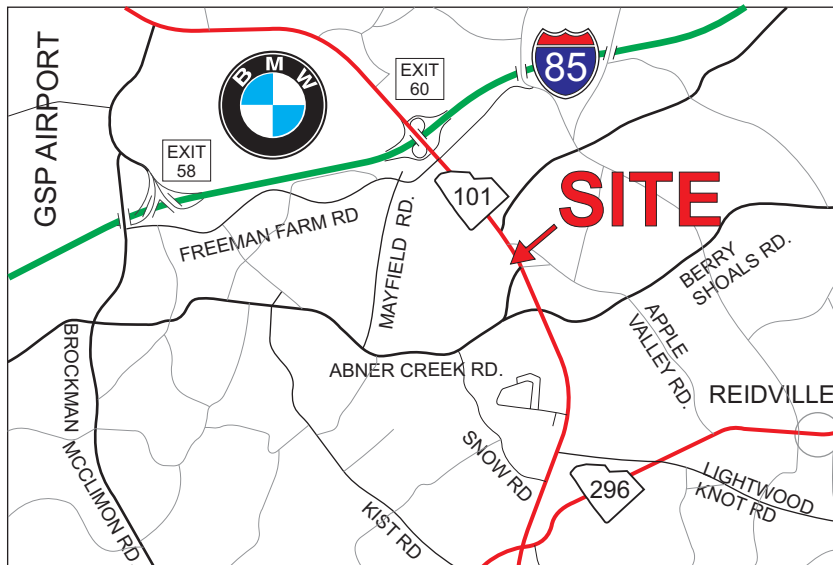 BMW
EXIT
60
85
GSP AIRPORT
EXIT
58
101
SITE
FREEMAN FARM RD
MAYFIELD RD.
BERRY
SHOALS RD.
APPLE
VALLEY RD.
BROCKMAN MCCLIMON RD.
ABNER CREEK RD.
REIDVILLE
SNOW RD
KIST RD
296
LIGHTWOOD
KNOT RD